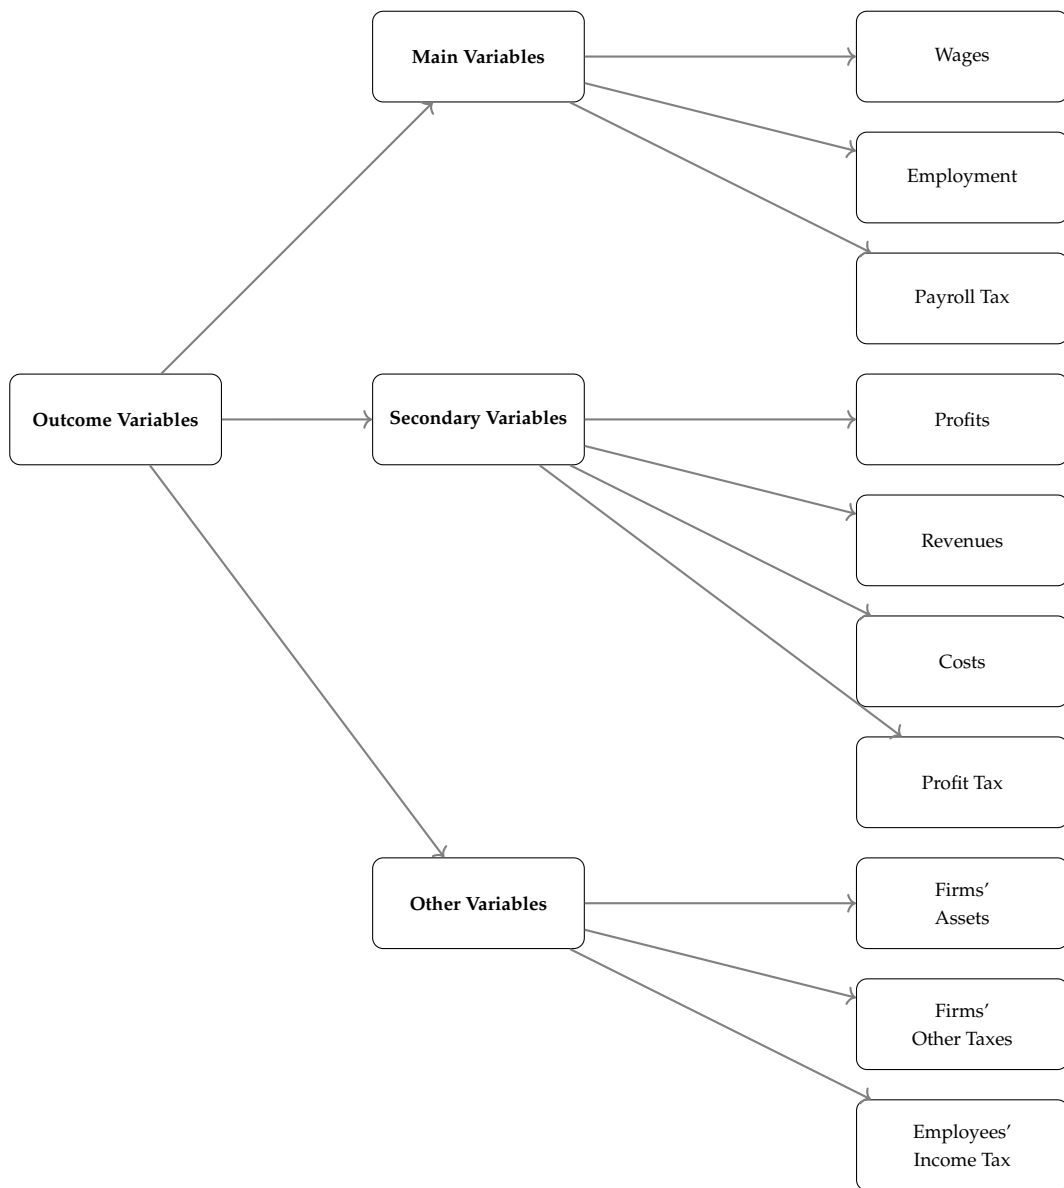 Main Variables
Wages
Employment
Payroll Tax
Outcome Variables
Secondary Variables
Profits
Revenues
Costs
Profit Tax
Other Variables
Firms’
Assets
Firms’
Other Taxes
Employees’
Income Tax